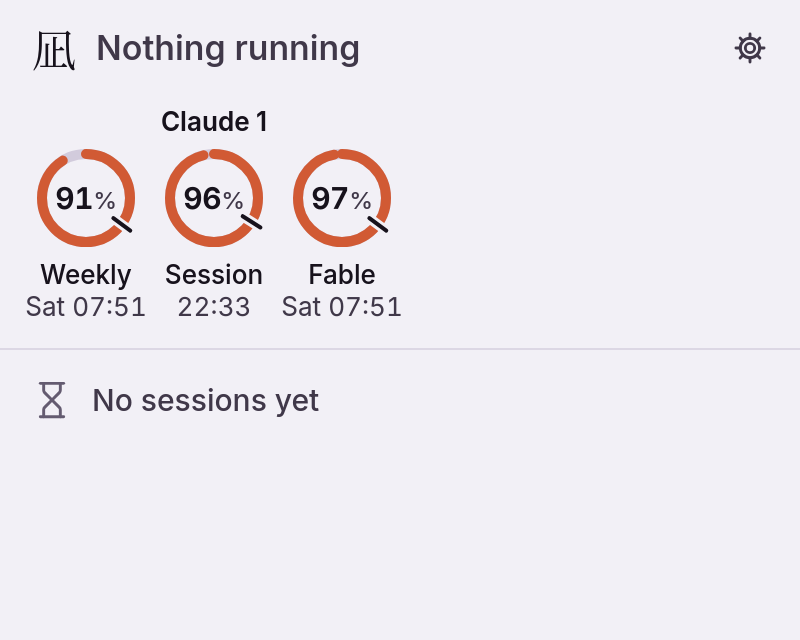 凪 Nothing running
Claude 1
91% 96% 97%
Weekly Session Fable
Sat 07:51 22:33 Sat 07:51
No sessions yet